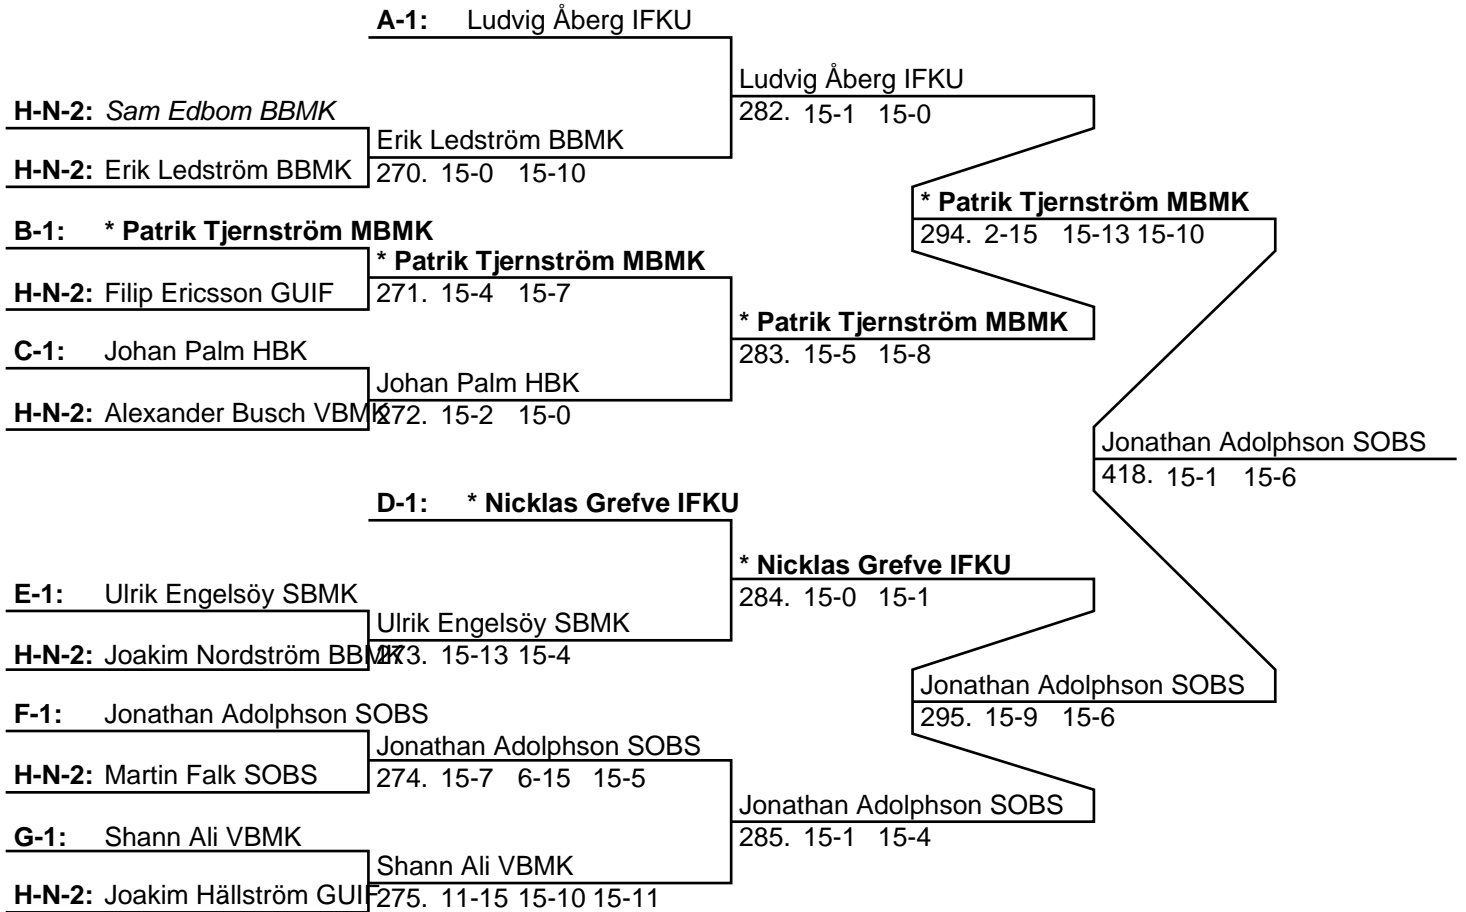 A-1: Ludvig Åberg IFKU
Ludvig Åberg IFKU
282. 15-1 15-0
H-N-2: Sam Edbom BBMK
Erik Ledström BBMK
H-N-2: Erik Ledström BBMK
270. 15-0 15-10
* Patrik Tjernström MBMK
294. 2-15 15-13 15-10
B-1: * Patrik Tjernström MBMK
* Patrik Tjernström MBMK
H-N-2: Filip Ericsson GUIF
271. 15-4 15-7
* Patrik Tjernström MBMK
283. 15-5 15-8
C-1: Johan Palm HBK
Johan Palm HBK
H-N-2: Alexander Busch VBMK
272. 15-2 15-0
Jonathan Adolphson SOBS
418. 15-1 15-6
D-1: * Nicklas Grefve IFKU
* Nicklas Grefve IFKU
284. 15-0 15-1
E-1: Ulrik Engelsöy SBMK
Ulrik Engelsöy SBMK
H-N-2: Joakim Nordström BBMK
273. 15-13 15-4
Jonathan Adolphson SOBS
295. 15-9 15-6
F-1: Jonathan Adolphson SOBS
Jonathan Adolphson SOBS
H-N-2: Martin Falk SOBS
274. 15-7 6-15 15-5
Jonathan Adolphson SOBS
285. 15-1 15-4
G-1: Shann Ali VBMK
Shann Ali VBMK
H-N-2: Joakim Hällström GUIF
275. 11-15 15-10 15-11